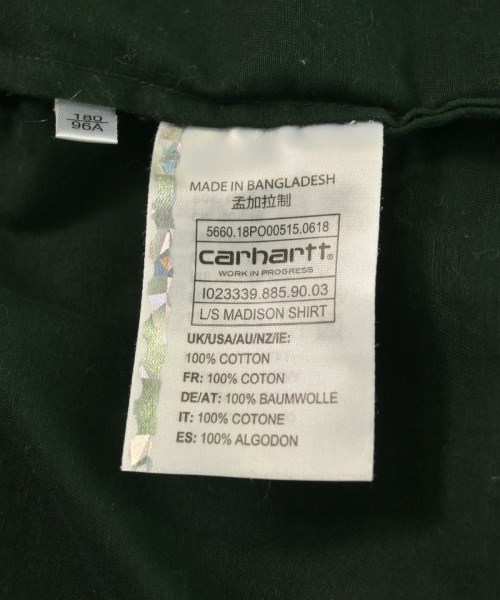 180
96A
MADE IN BANGLADESH
孟加拉制
5660.18PO00515.0618
carhartt®
WORK IN PROGRESS
I023339.885.90.03
L/S MADISON SHIRT
UK/USA/AU/NZ/IE:
100% COTTON
FR: 100% COTON
DE/AT: 100% BAUMWOLLE
IT: 100% COTONE
ES: 100% ALGODON